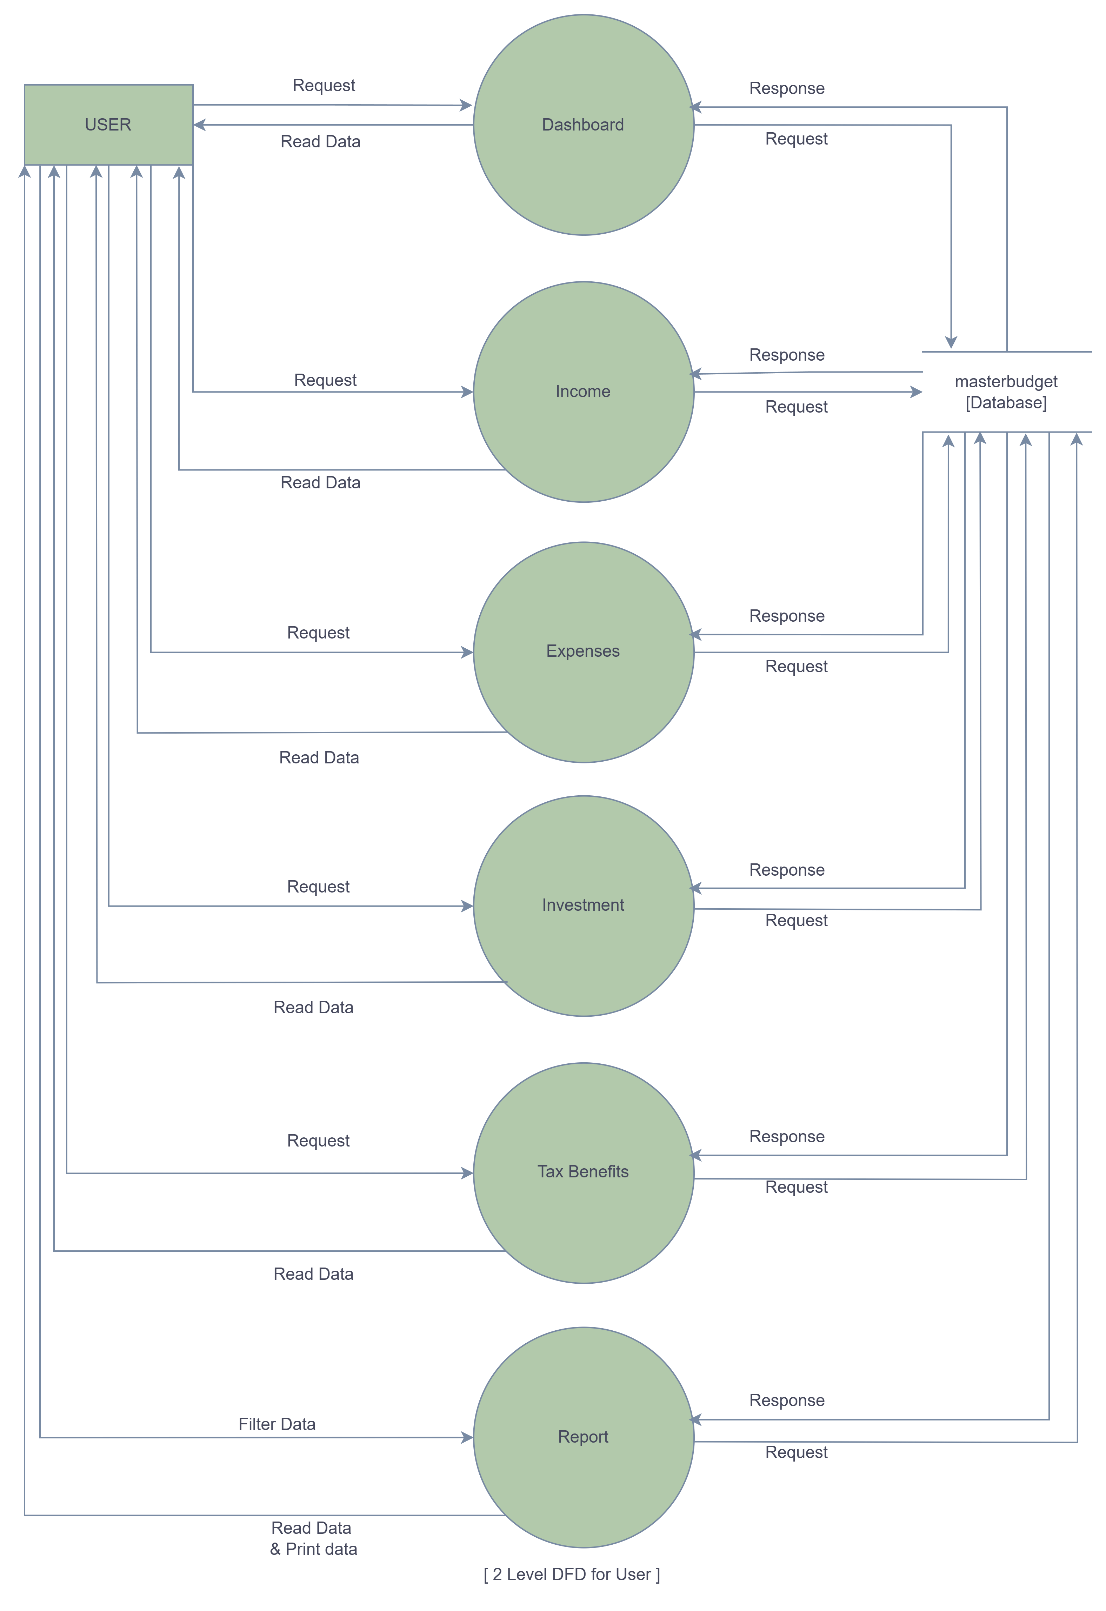 Request
Response
USER
Dashboard
Read Data
Request
Response
Request
Income
masterbudget
[Database]
Request
Read Data
Response
Request
Expenses
Request
Read Data
Response
Request
Investment
Request
Read Data
Response
Request
Tax Benefits
Request
Read Data
Response
Filter Data
Report
Request
Read Data
& Print data
[ 2 Level DFD for User ]